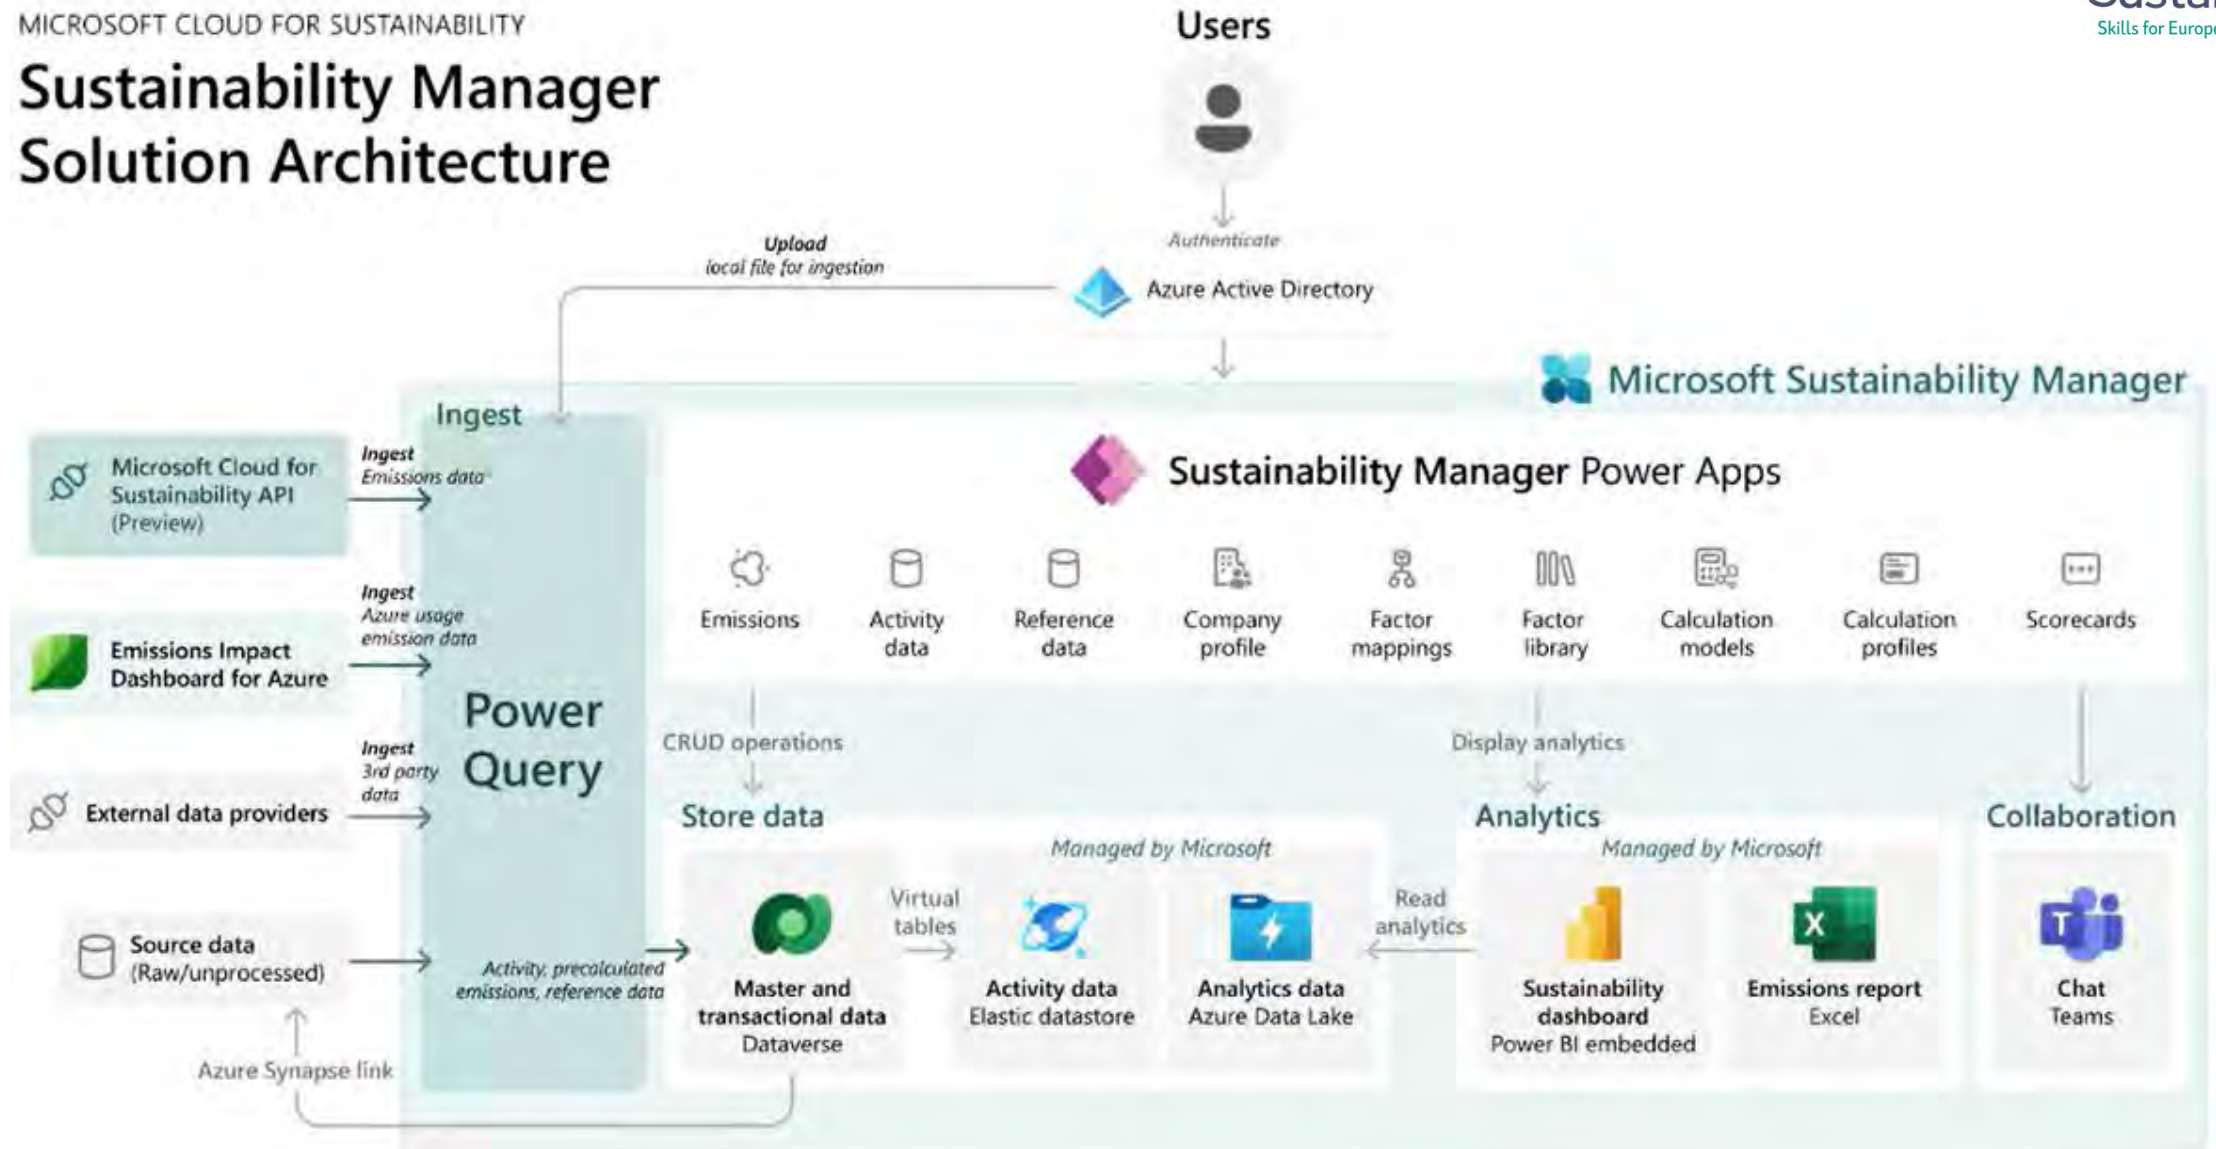 MICROSOFT CLOUD FOR SUSTAINABILITY
Sustainability Manager
Solution Architecture
Users
Skills for Europe
Authenticate
Azure Active Directory
Upload
local file for ingestion
Microsoft Sustainability Manager
Ingest
Power
Query
Microsoft Cloud for
Sustainability API
(Preview)
Ingest
Emissions data
Emissions Impact
Dashboard for Azure
Ingest
Azure usage
emission data
External data providers
Ingest
3rd party
data
Source data
(Raw/unprocessed)
Azure Synapse link
Activity, precalculated
emissions, reference data
Sustainability Manager Power Apps
Emissions
Activity
data
Reference
data
Company
profile
Factor
mappings
Factor
library
Calculation
models
Calculation
profiles
Scorecards
CRUD operations
Display analytics
Store data
Managed by Microsoft
Master and
transactional data
Dataverse
Virtual
tables
Activity data
Elastic datastore
Analytics data
Azure Data Lake
Read
analytics
Analytics
Managed by Microsoft
Sustainability
dashboard
Power BI embedded
X
Emissions report
Excel
Collaboration
T
Chat
Teams